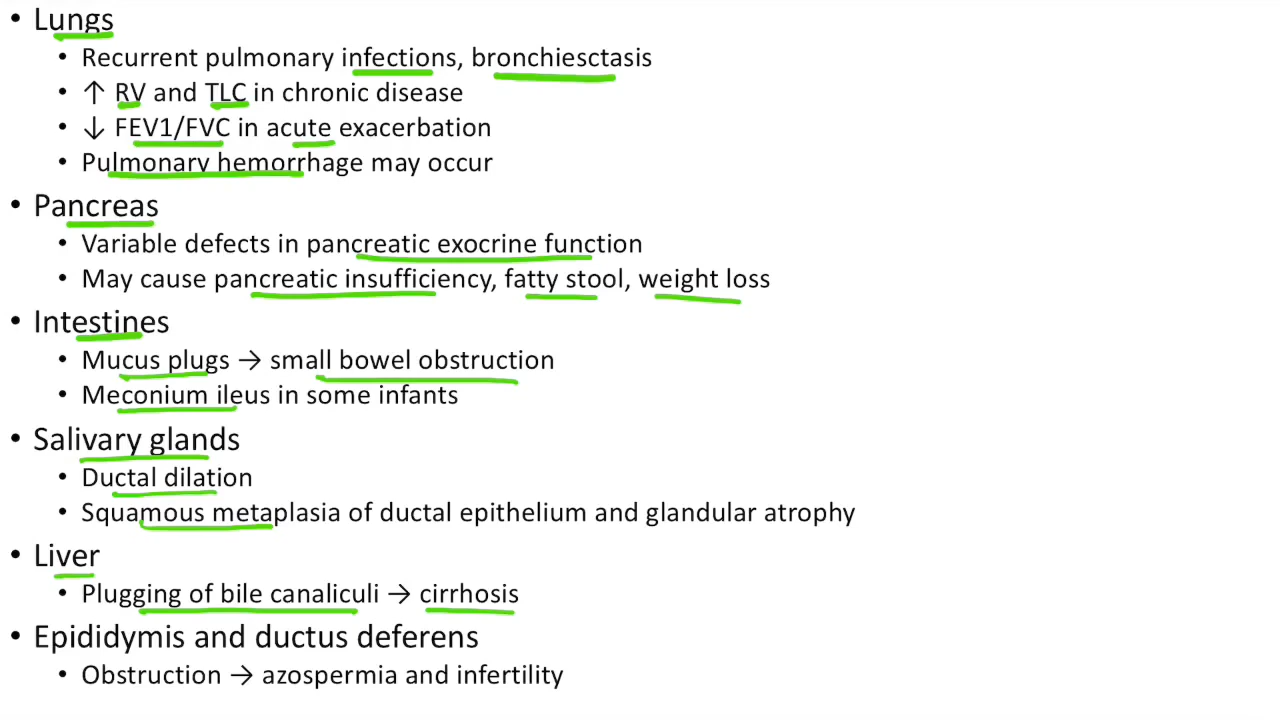 • Lungs
• Recurrent pulmonary infections, bronchiesctasis
• ↑ RV and TLC in chronic disease
• ↓ FEV1/FVC in acute exacerbation
• Pulmonary hemorrhage may occur
• Pancreas
• Variable defects in pancreatic exocrine function
• May cause pancreatic insufficiency, fatty stool, weight loss
• Intestines
• Mucus plugs → small bowel obstruction
• Meconium ileus in some infants
• Salivary glands
• Ductal dilation
• Squamous metaplasia of ductal epithelium and glandular atrophy
• Liver
• Plugging of bile canaliculi → cirrhosis
• Epididymis and ductus deferens
• Obstruction → azospermia and infertility